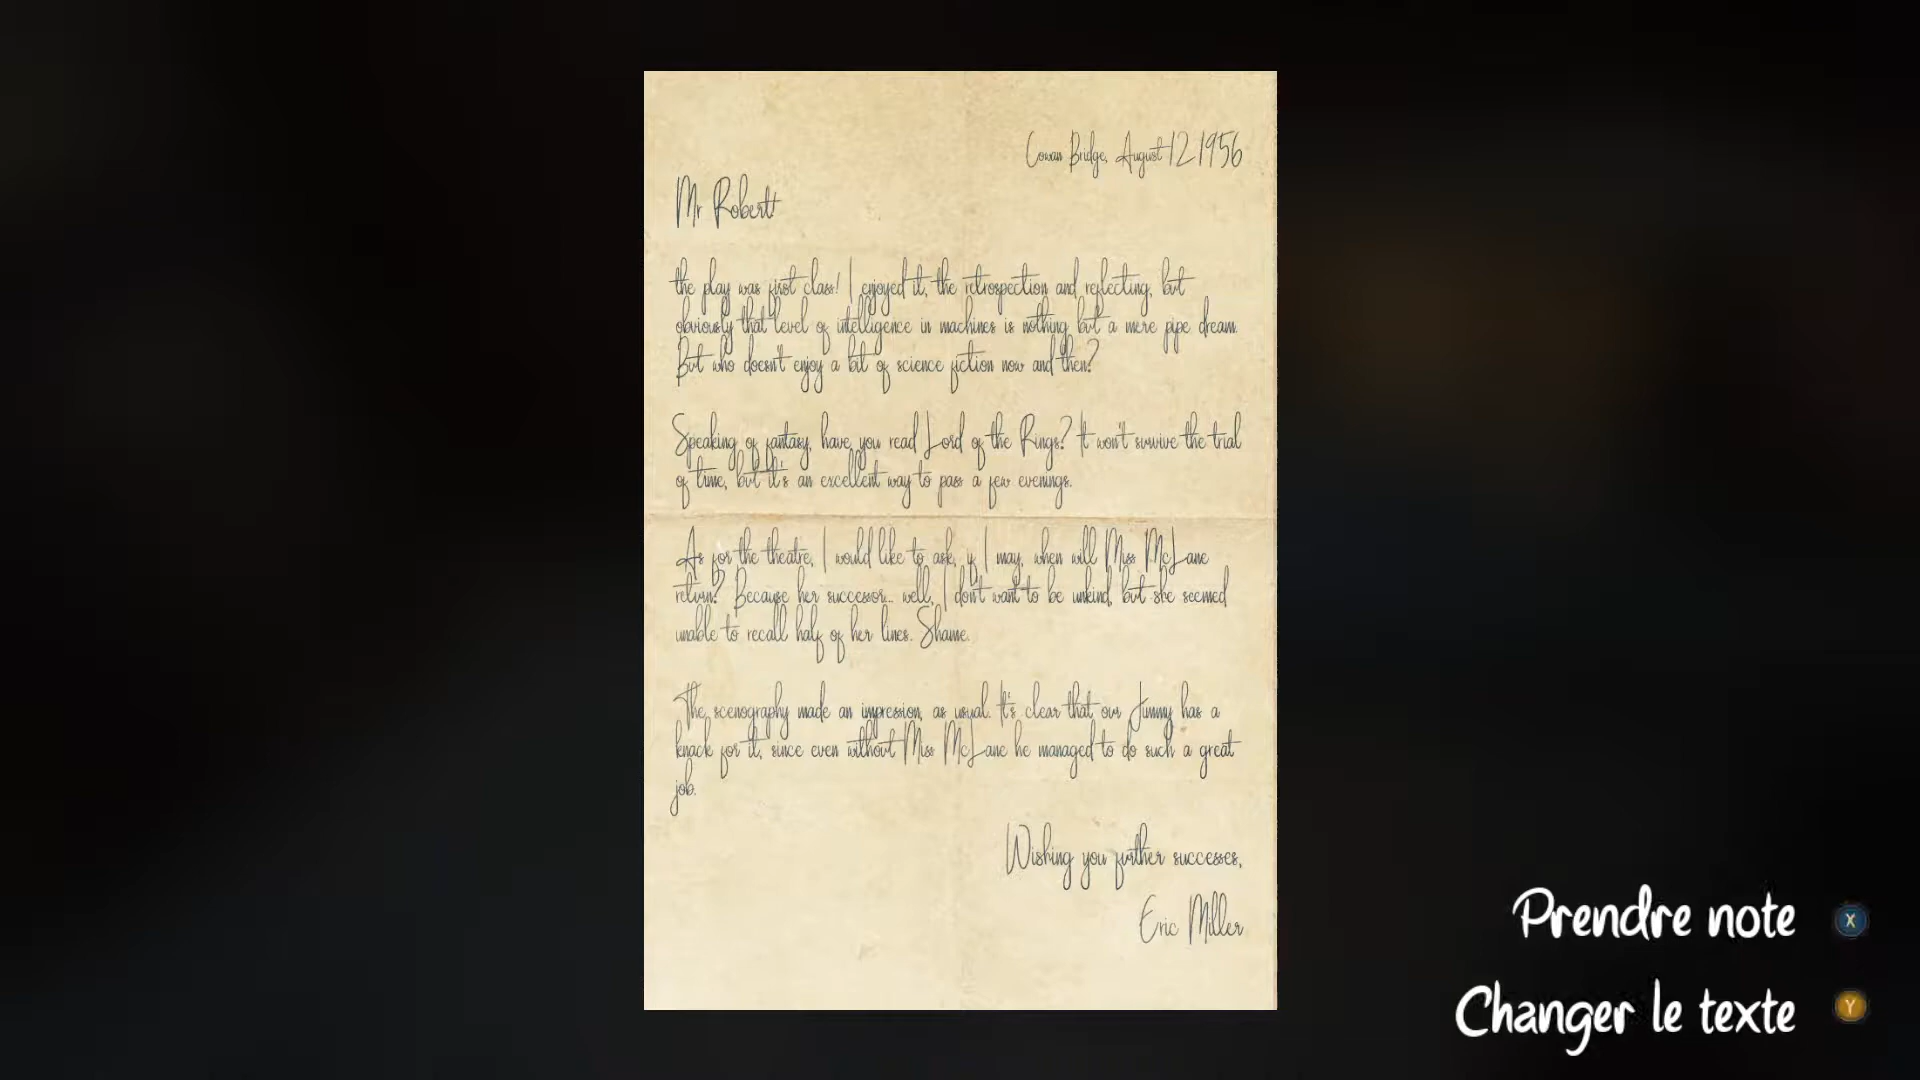 Cowan Bridge, August 12 1956
Mr Robertt
the play was first class! I enjoyed it, the retrospection and reflecting, but
obviously that level of intelligence in machines is nothing but a mere pipe dream.
But who doesn't enjoy a bit of science fiction now and then?
Speaking of fantasy, have you read Lord of the Rings? It won't survive the trial
of time, but it's an excellent way to pass a few evenings.
As for the theatre, I would like to ask, if I may, when will Miss McLane
return? Because her successor... well, I don't want to be unkind, but she seemed
unable to recall half of her lines. Shame.
The scenography made an impression, as usual. It's clear that our Jimmy has a
knack for it, since even without Miss McLane he managed to do such a great
job.
Wishing you further successes,
Eric Miller
Prendre note X
Changer le texte Y